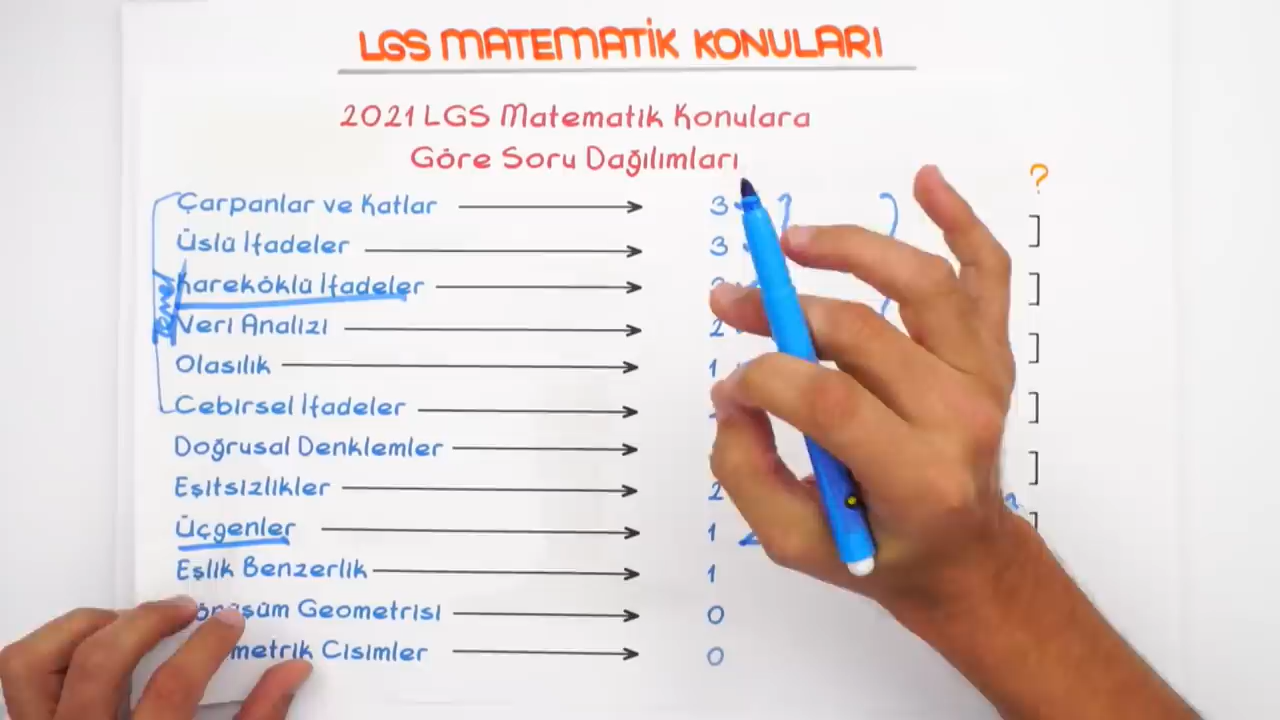 LGS MATEMATİK KONULARI
2021 LGS Matematik Konulara
Göre Soru Dağılımları
?
Çarpanlar ve Katlar 3
Üslü İfadeler 3
Kareköklü İfadeler
Temel
Veri Analizi 2
Olasılık 1
Cebirsel İfadeler
Doğrusal Denklemler
Eşitsizlikler 2
Üçgenler 1
Eşlik Benzerlik 1
Geometrisi 0
Cisimler 0